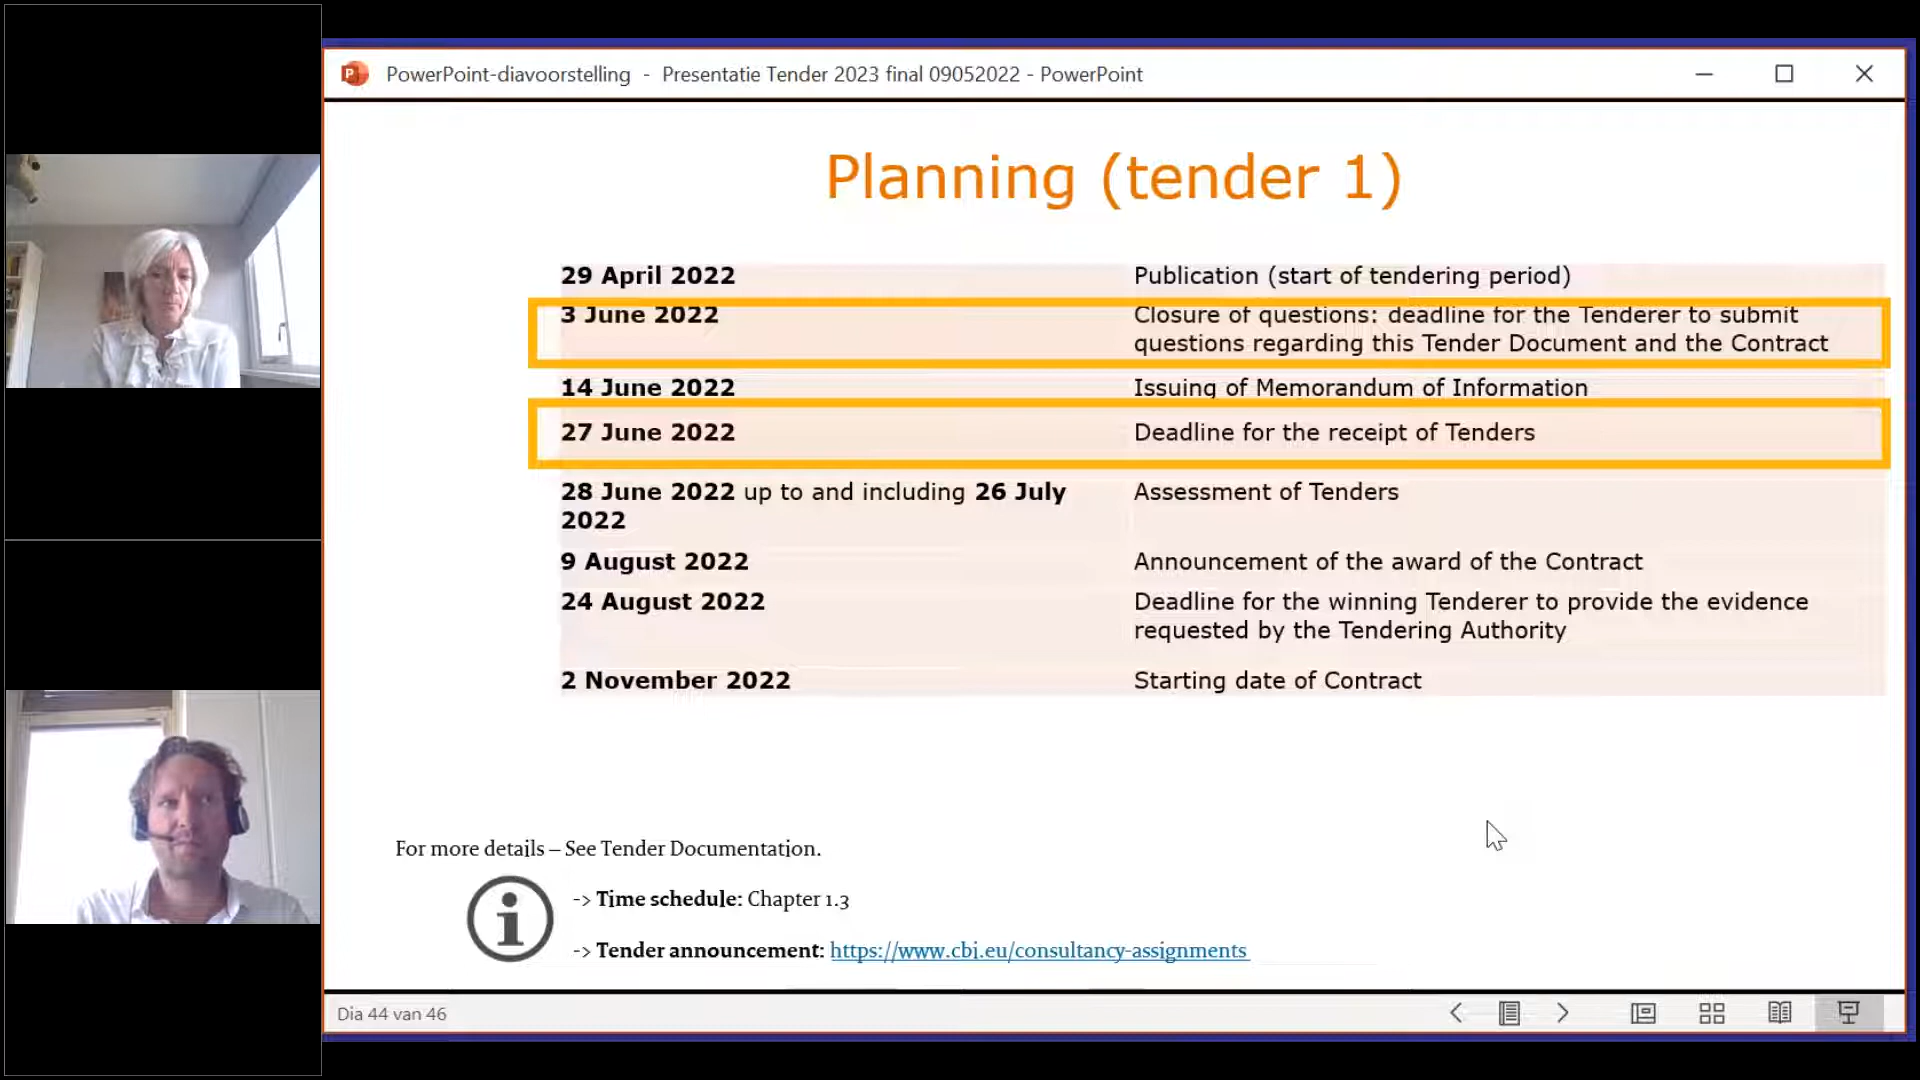 PowerPoint-diavoorstelling - Presentatie Tender 2023 final 09052022 - PowerPoint
Planning (tender 1)
29 April 2022 Publication (start of tendering period)
3 June 2022 Closure of questions: deadline for the Tenderer to submit
questions regarding this Tender Document and the Contract
14 June 2022 Issuing of Memorandum of Information
27 June 2022 Deadline for the receipt of Tenders
28 June 2022 up to and including 26 July Assessment of Tenders
2022
9 August 2022 Announcement of the award of the Contract
24 August 2022 Deadline for the winning Tenderer to provide the evidence
requested by the Tendering Authority
2 November 2022 Starting date of Contract
For more details – See Tender Documentation.
-> Time schedule: Chapter 1.3
-> Tender announcement: https://www.cbi.eu/consultancy-assignments
Dia 44 van 46